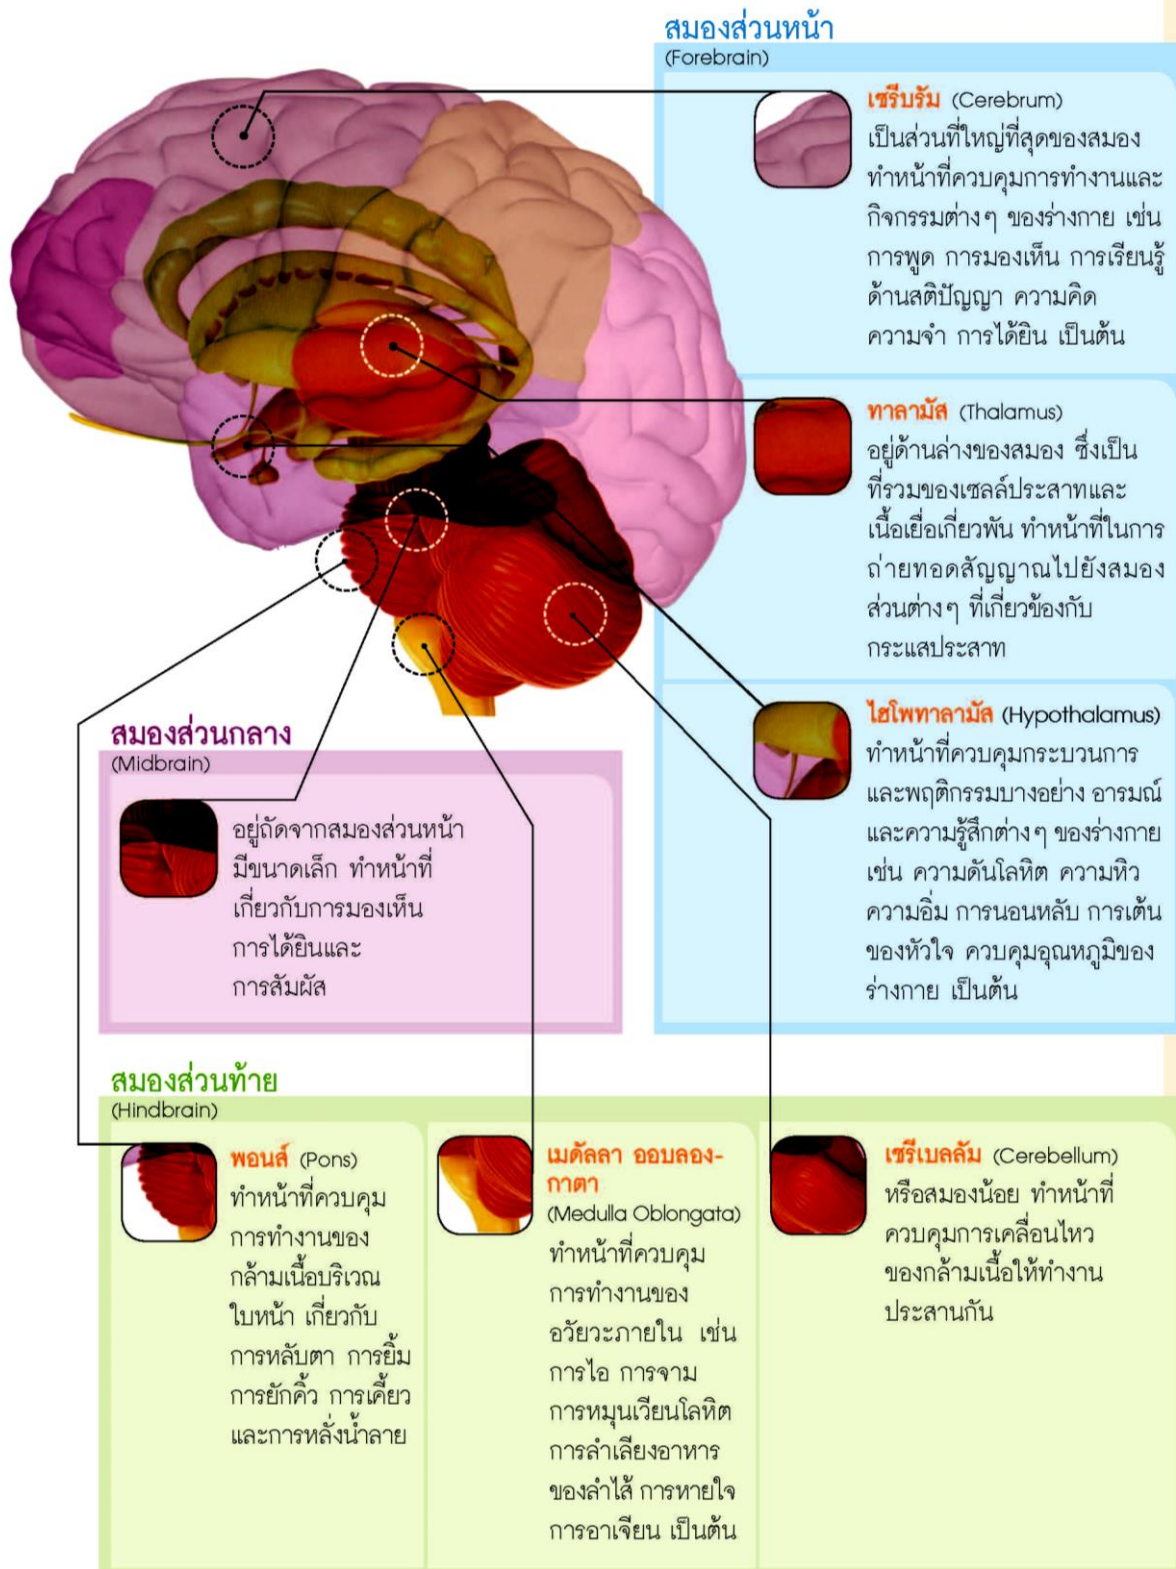 สมองส่วนหน้า
(Forebrain)
เซรีบรัม (Cerebrum)
เป็นส่วนที่ใหญ่ที่สุดของสมอง
ทำหน้าที่ควบคุมการทำงานและ
กิจกรรมต่างๆ ของร่างกาย เช่น
การพูด การมองเห็น การเรียนรู้
ด้านสติปัญญา ความคิด
ความจำ การได้ยิน เป็นต้น
ทาลามัส (Thalamus)
อยู่ด้านล่างของสมอง ซึ่งเป็น
ที่รวมของเซลล์ประสาทและ
เนื้อเยื่อเกี่ยวพัน ทำหน้าที่ในการ
ถ่ายทอดสัญญาณไปยังสมอง
ส่วนต่างๆ ที่เกี่ยวข้องกับ
กระแสประสาท
ไฮโพทาลามัส (Hypothalamus)
ทำหน้าที่ควบคุมกระบวนการ
และพฤติกรรมบางอย่าง อารมณ์
และความรู้สึกต่างๆ ของร่างกาย
เช่น ความดันโลหิต ความหิว
ความอิ่ม การนอนหลับ การเต้น
ของหัวใจ ควบคุมอุณหภูมิของ
ร่างกาย เป็นต้น
สมองส่วนกลาง
(Midbrain)
อยู่ถัดจากสมองส่วนหน้า
มีขนาดเล็ก ทำหน้าที่
เกี่ยวกับการมองเห็น
การได้ยินและ
การสัมผัส
สมองส่วนท้าย
(Hindbrain)
พอนส์ (Pons)
ทำหน้าที่ควบคุม
การทำงานของ
กล้ามเนื้อบริเวณ
ใบหน้า เกี่ยวกับ
การหลับตา การยิ้ม
การยักคิ้ว การเคี้ยว
และการหลั่งน้ำลาย
เมดัลลา ออบลอง-
กาตา
(Medulla Oblongata)
ทำหน้าที่ควบคุม
การทำงานของ
อวัยวะภายใน เช่น
การไอ การจาม
การหมุนเวียนโลหิต
การลำเลียงอาหาร
ของลำไส้ การหายใจ
การอาเจียน เป็นต้น
เซรีเบลลัม (Cerebellum)
หรือสมองน้อย ทำหน้าที่
ควบคุมการเคลื่อนไหว
ของกล้ามเนื้อให้ทำงาน
ประสานกัน